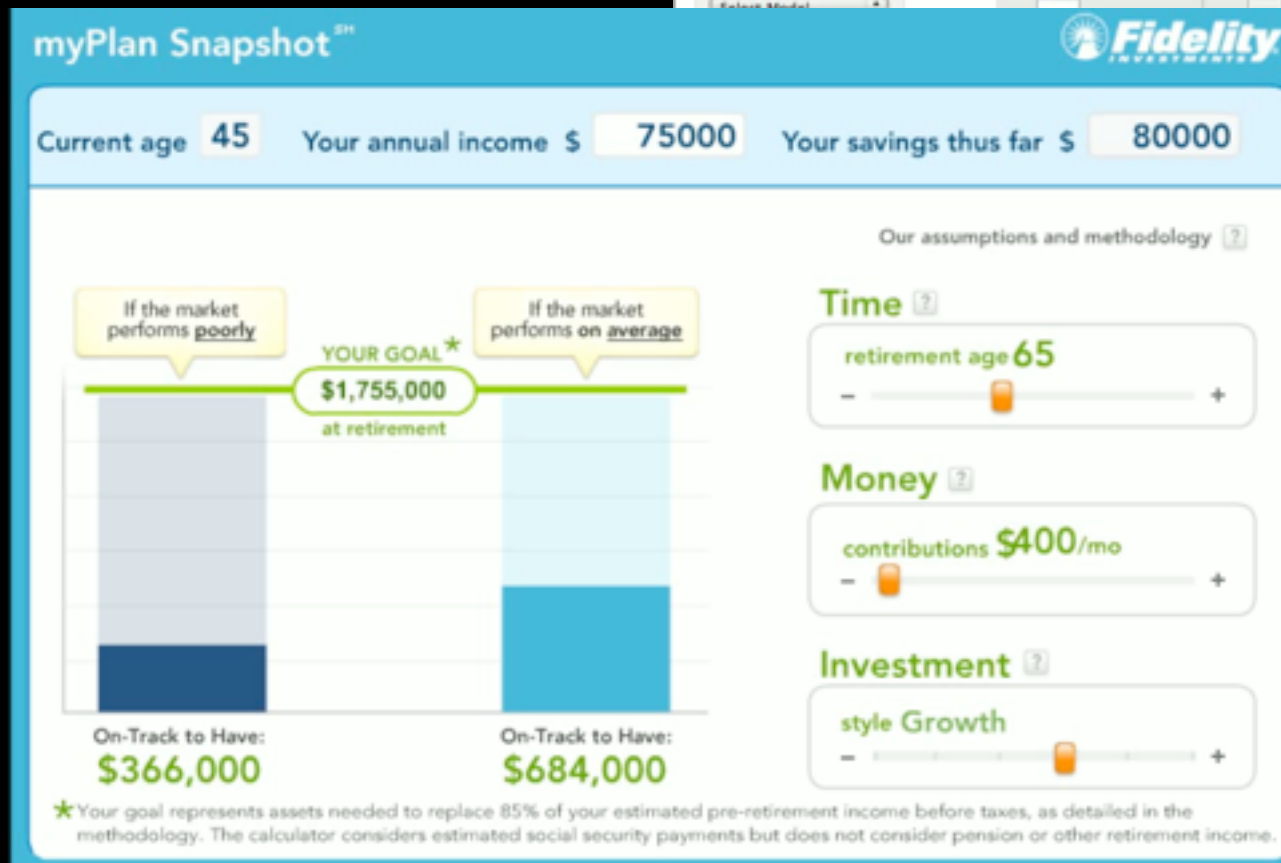 Select Model
myPlan Snapshot℠
Fidelity
INVESTMENTS
Current age 45 Your annual income $ 75000 Your savings thus far $ 80000
Our assumptions and methodology ?
If the market
performs poorly
If the market
performs on average
YOUR GOAL*
$1,755,000
at retirement
Time ?
retirement age 65
– +
Money ?
contributions $400/mo
– +
Investment ?
style Growth
– +
On-Track to Have:
$366,000
On-Track to Have:
$684,000
* Your goal represents assets needed to replace 85% of your estimated pre-retirement income before taxes, as detailed in the
methodology. The calculator considers estimated social security payments but does not consider pension or other retirement income.